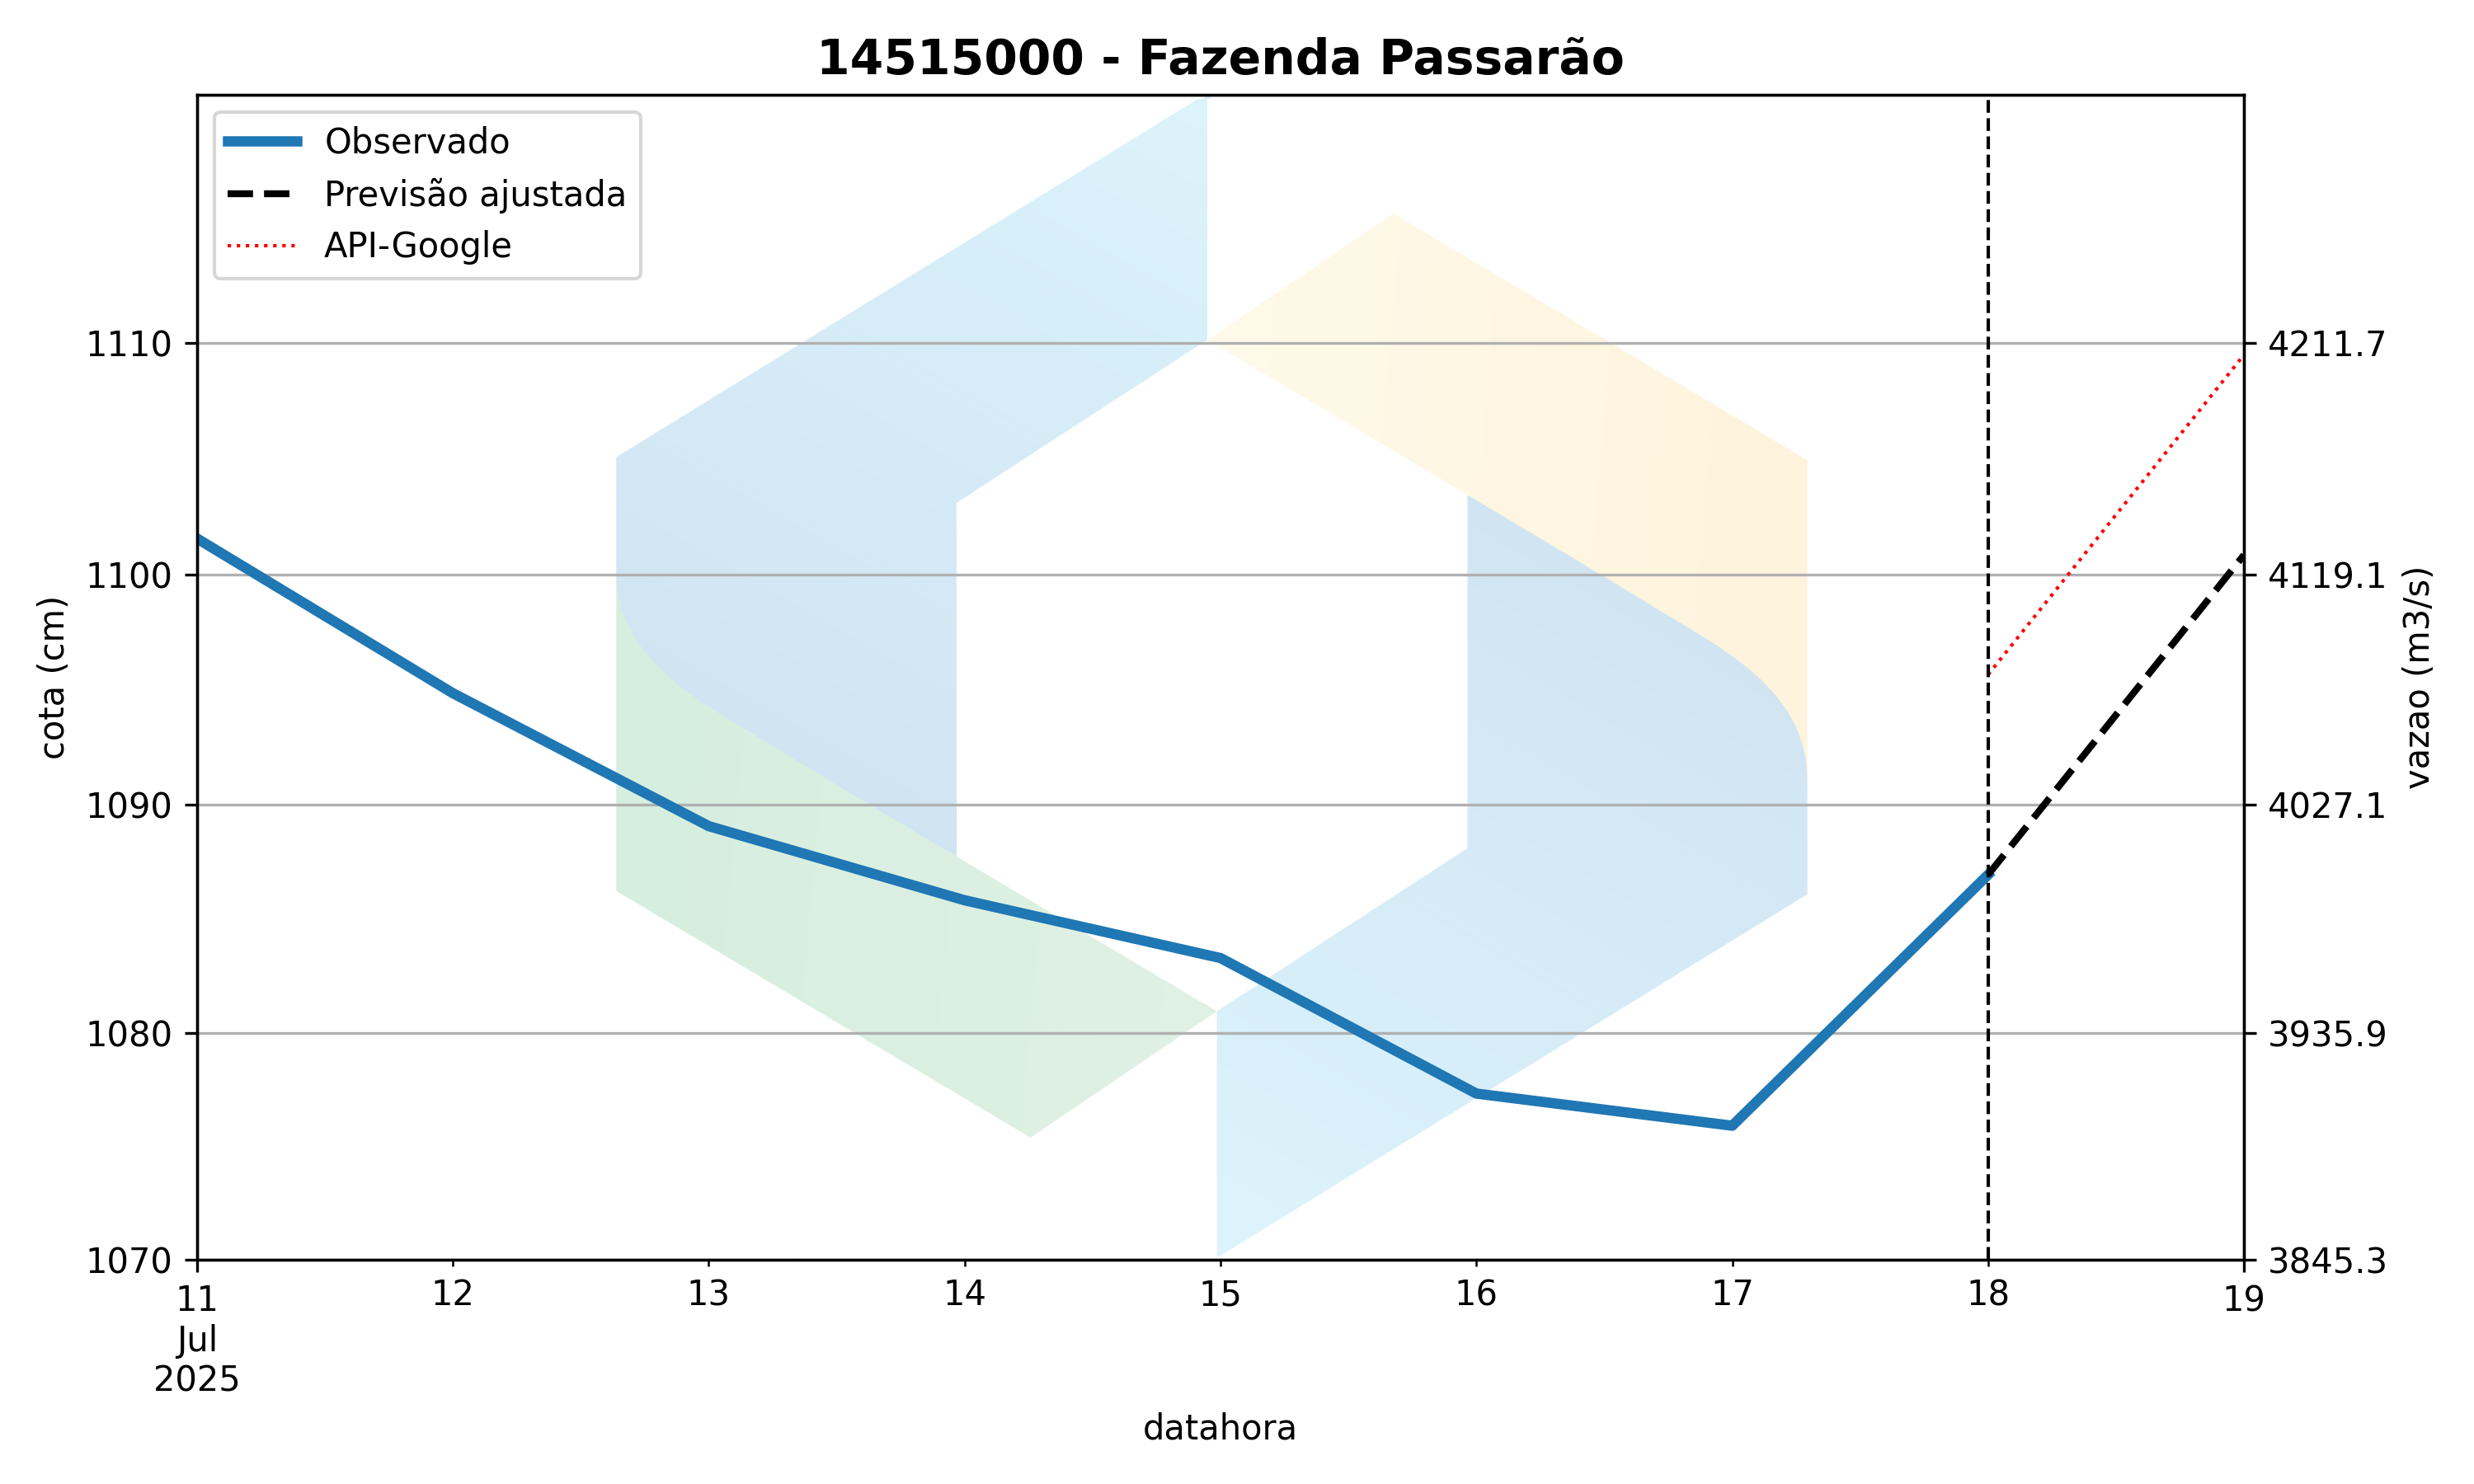 14515000 - Fazenda Passarão
Observado
Previsão ajustada
API-Google
1110
1100
1090
1080
1070
cota (cm)
4211.7
4119.1
4027.1
3935.9
3845.3
vazao (m3/s)
11 12 13 14 15 16 17 18 19
Jul
2025
datahora